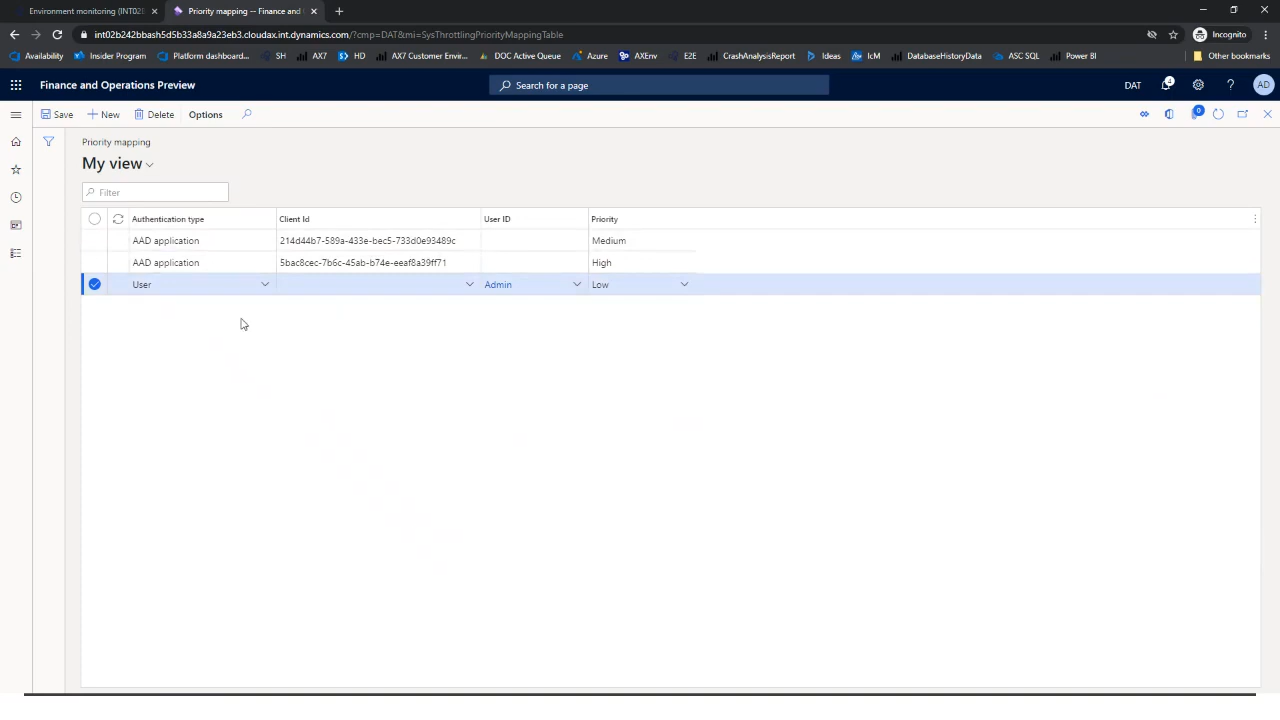 Environment monitoring (INT02
Priority mapping -- Finance and
int02b242bbash5d5b33a8a9a23eb3.cloudax.int.dynamics.com/?cmp=DAT&mi=SysThrottlingPriorityMappingTable
Incognito
Availability Insider Program Platform dashboard... SH AX7 HD AX7 Customer Envir... DOC Active Queue Azure AXEnv E2E CrashAnalysisReport Ideas IcM DatabaseHistoryData ASC SQL Power BI Other bookmarks
Finance and Operations Preview Search for a page DAT 4 ? AD
Save New Delete Options 0
Priority mapping
My view
Filter
Authentication type Client Id User ID Priority
AAD application 214d44b7-589a-433e-bec5-733d0e93489c Medium
AAD application 5bac8cec-7b6c-45ab-b74e-eeaf8a39ff71 High
User Admin Low